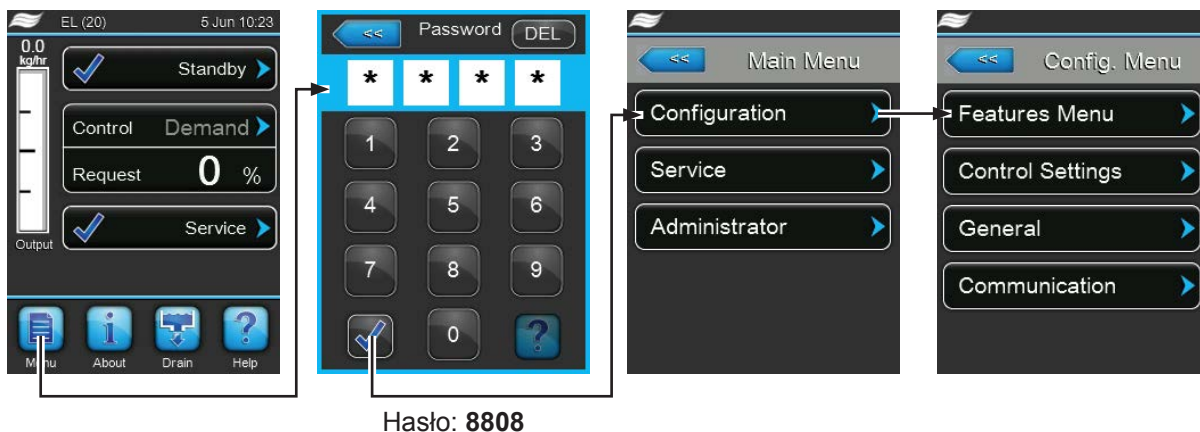 EL (20) 5 Jun 10:23
0.0
kg/hr
Standby
Control Demand
Request 0 %
Service
Output
Menu About Drain Help
<< Password DEL
* * * *
1 2 3
4 5 6
7 8 9
0 ?
Hasło: 8808
<< Main Menu
Configuration
Service
Administrator
<< Config. Menu
Features Menu
Control Settings
General
Communication